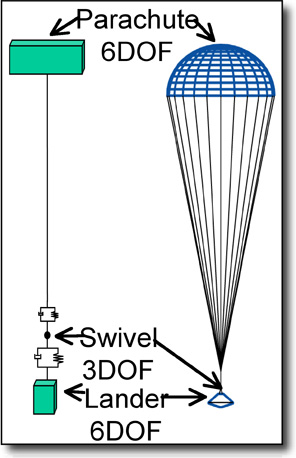 Parachute
6DOF
Swivel
3DOF
Lander
6DOF